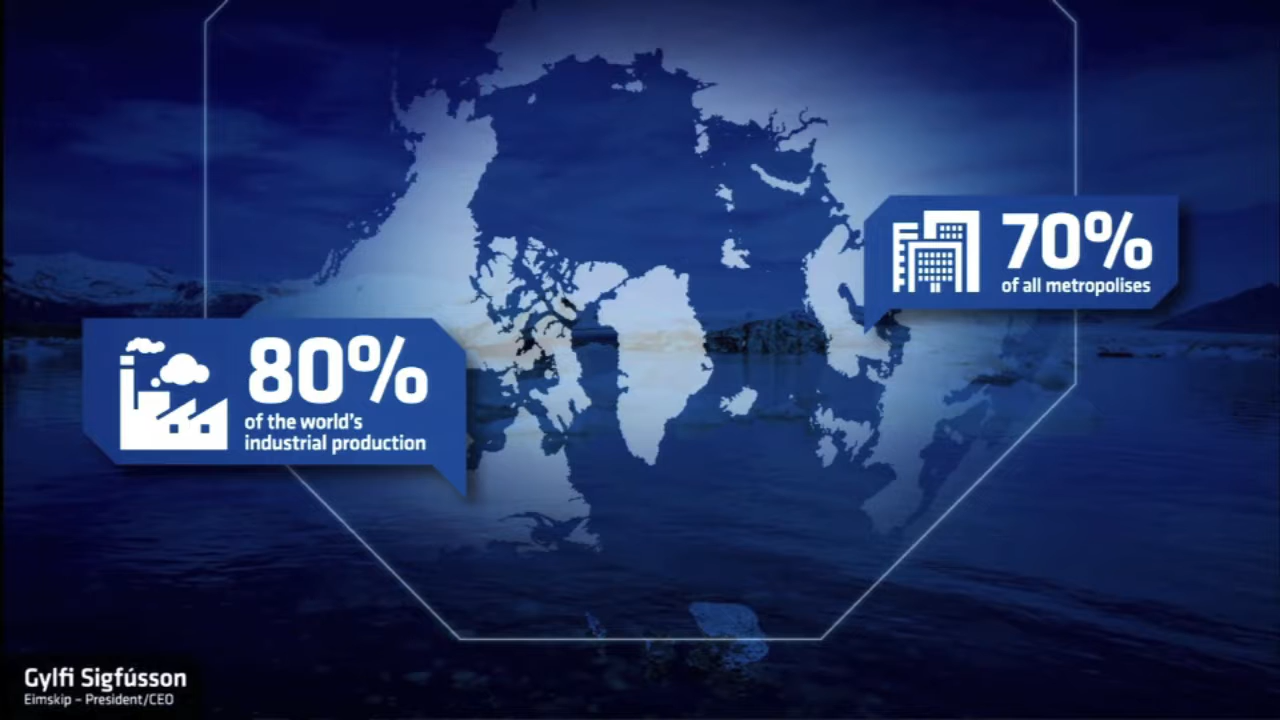 70%
of all metropolises
80%
of the world's
industrial production
Gylfi Sigfússon
Eimskip – President/CEO